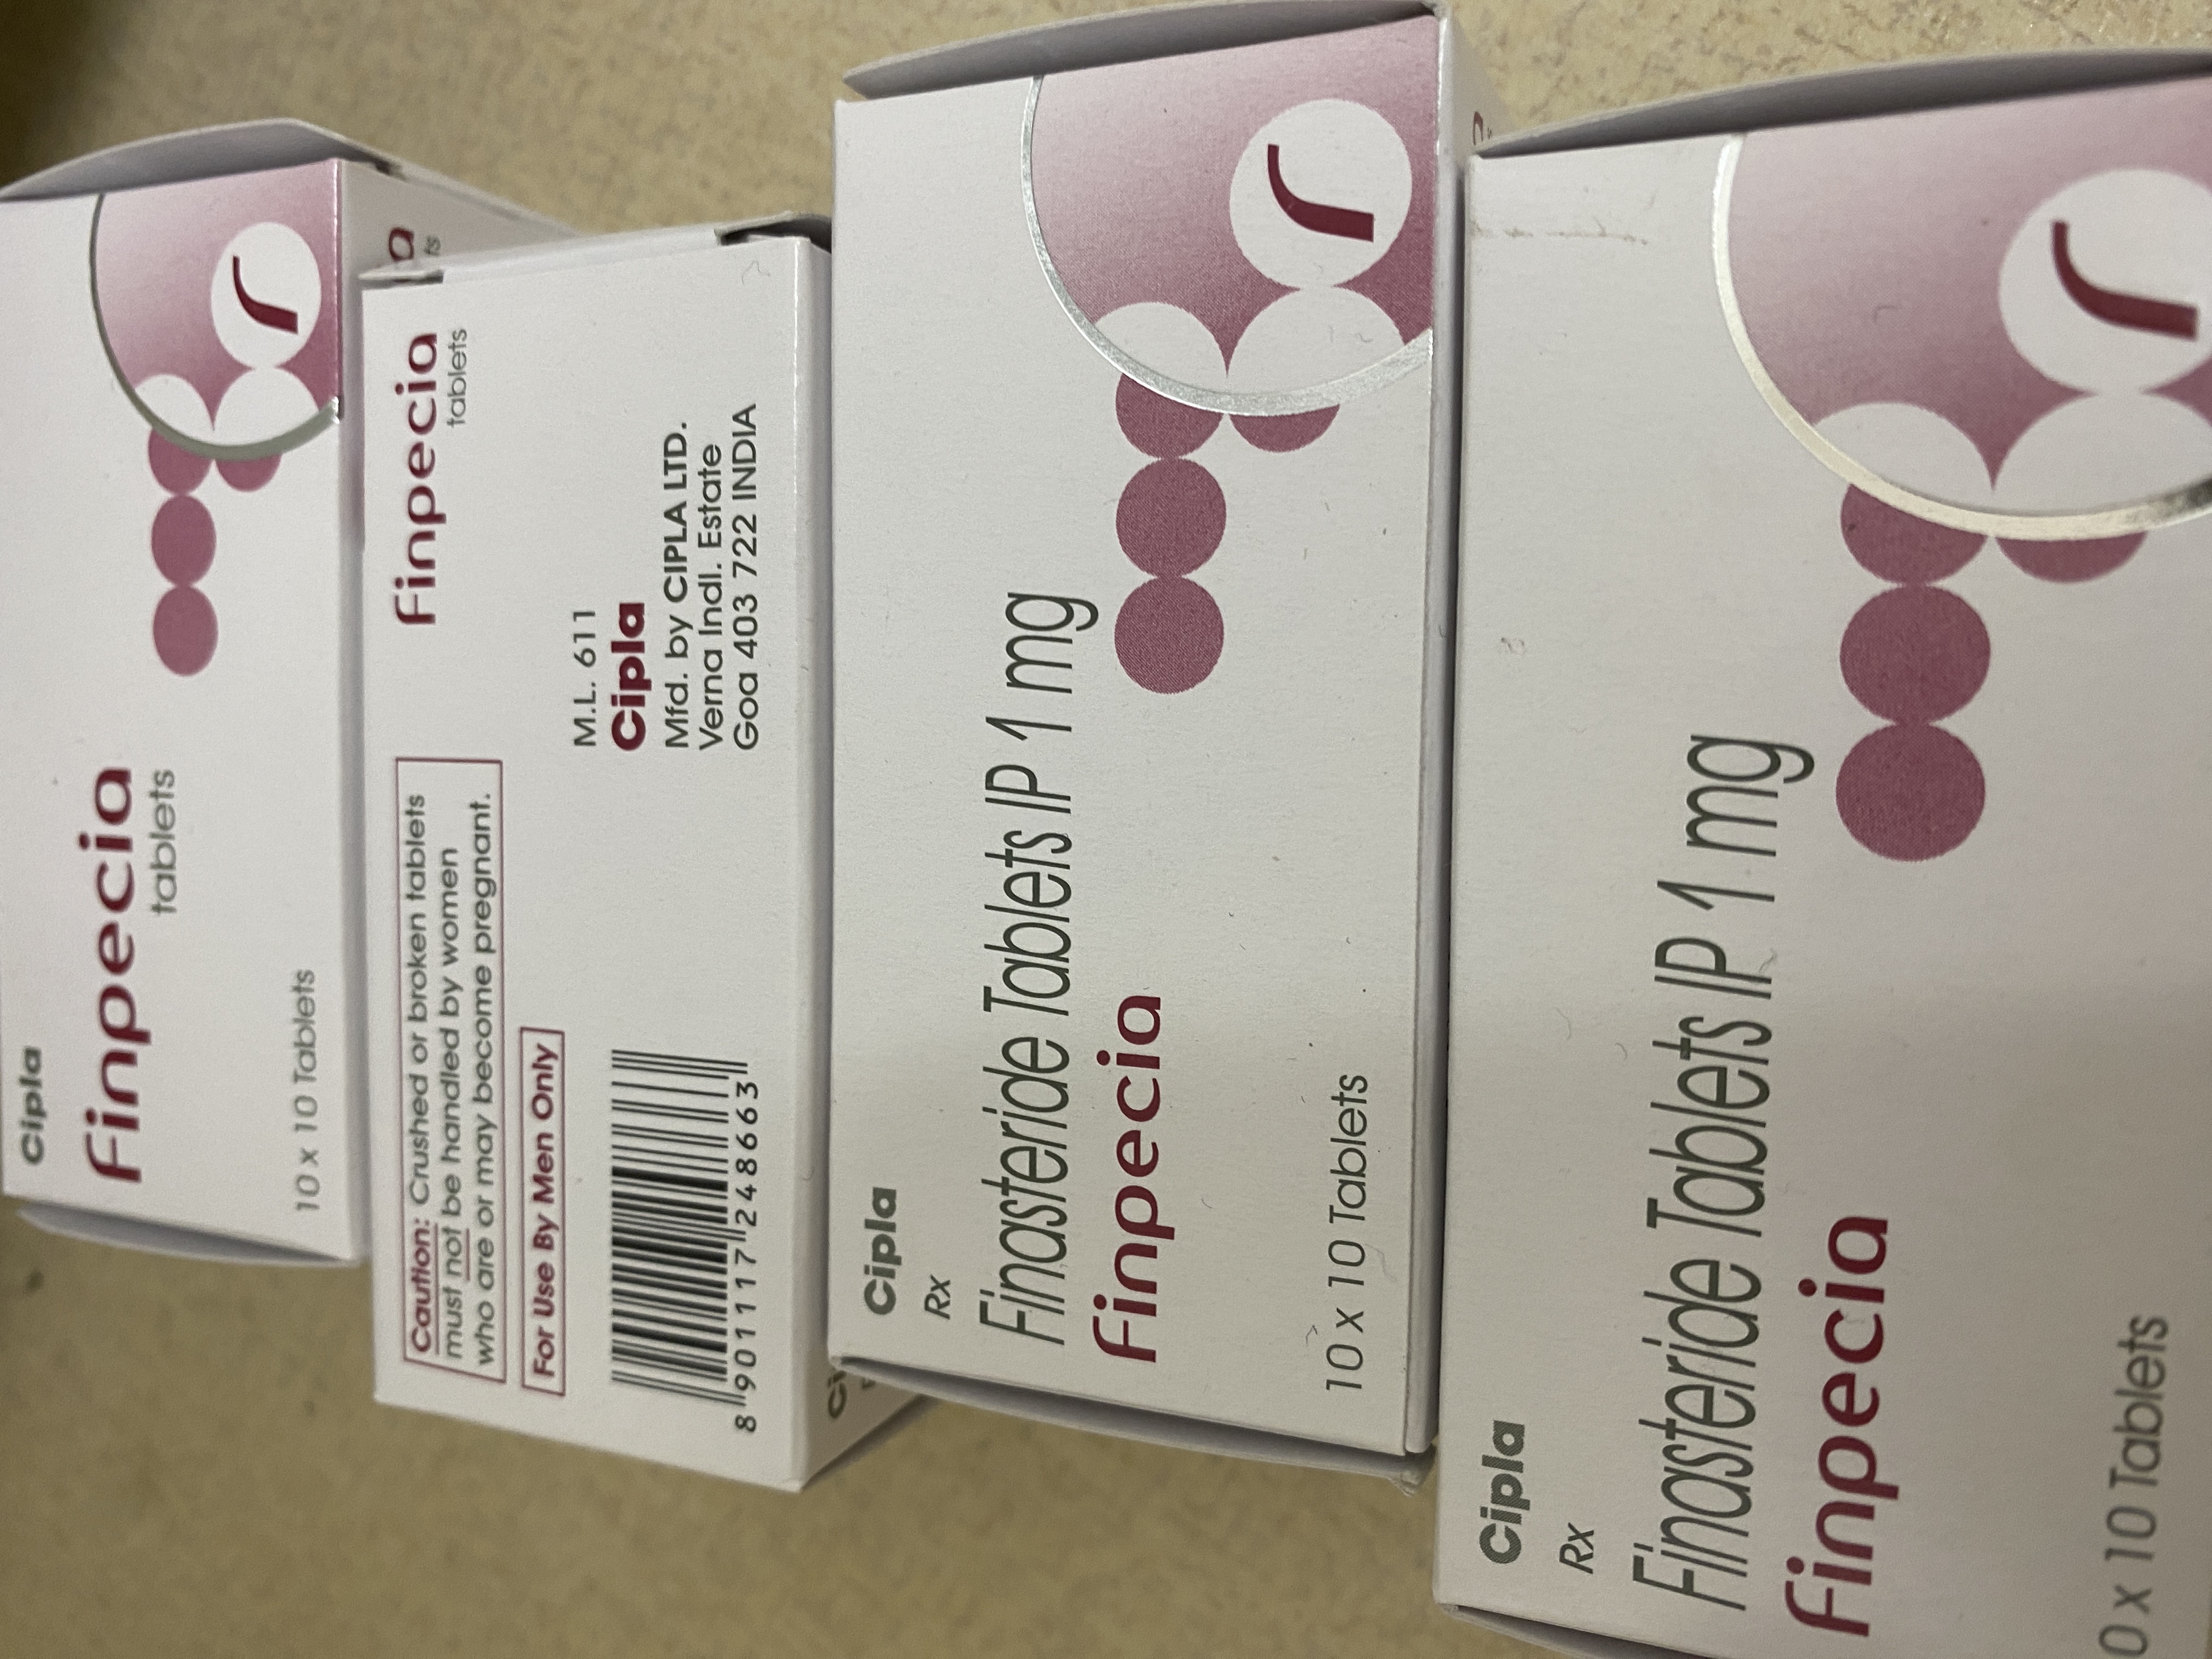 Cipla
Finpecia
tablets
10 x 10 Tablets
Finpecia
tablets
Caution: Crushed or broken tablets
must not be handled by women
who are or may become pregnant.
For Use By Men Only
M.L. 611
Cipla
Mfd. by CIPLA LTD.
Verna Indl. Estate
Goa 403 722 INDIA
8 901117 248663
Cipla
Rx
Finasteride Tablets IP 1 mg
Finpecia
10 x 10 Tablets
Cipla
Rx
Finasteride Tablets IP 1 mg
Finpecia
0 x 10 Tablets